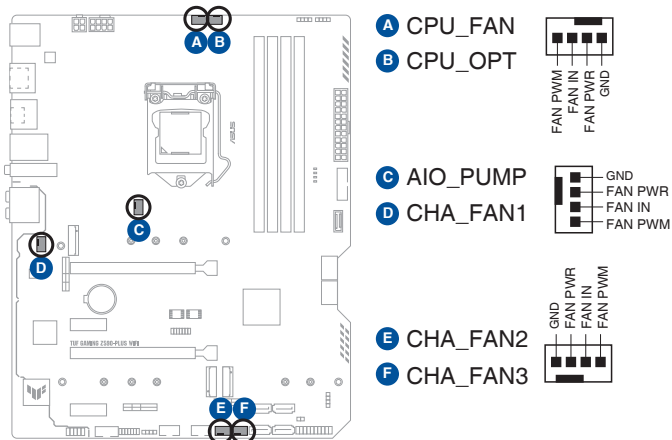 A CPU_FAN
B CPU_OPT
FAN PWM
FAN IN
FAN PWR
GND
C AIO_PUMP
D CHA_FAN1
GND
FAN PWR
FAN IN
FAN PWM
E CHA_FAN2
F CHA_FAN3
GND
FAN PWR
FAN IN
FAN PWM
A
B
/SUS
C
D
TUF GAMING Z590-PLUS WIFI
E
F